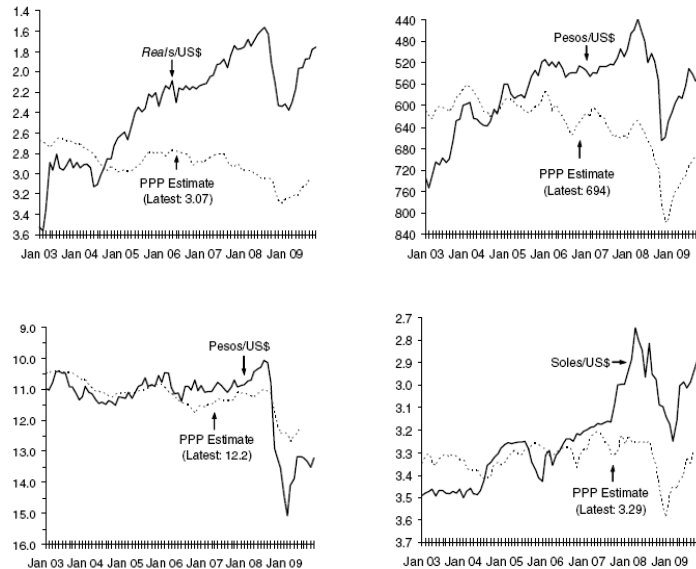 1.4
1.6
1.8
2.0
2.2
2.4
2.6
2.8
3.0
3.2
3.4
3.6
Reals/US$
PPP Estimate
(Latest: 3.07)
Jan 03 Jan 04 Jan 05 Jan 06 Jan 07 Jan 08 Jan 09
440
520
560
600
640
680
720
760
800
840
Pesos/US$
PPP Estimate
(Latest: 694)
Jan 03 Jan 04 Jan 05 Jan 06 Jan 07 Jan 08 Jan 09
9.0
10.0
11.0
12.0
13.0
14.0
15.0
16.0
Pesos/US$
PPP Estimate
(Latest: 12.2)
Jan 03 Jan 04 Jan 05 Jan 06 Jan 07 Jan 08 Jan 09
2.7
2.9
3.0
3.2
3.1
3.3
3.4
3.5
3.6
3.7
Soles/US$
PPP Estimate
(Latest: 3.29)
Jan 03 Jan 04 Jan 05 Jan 06 Jan 07 Jan 08 Jan 09